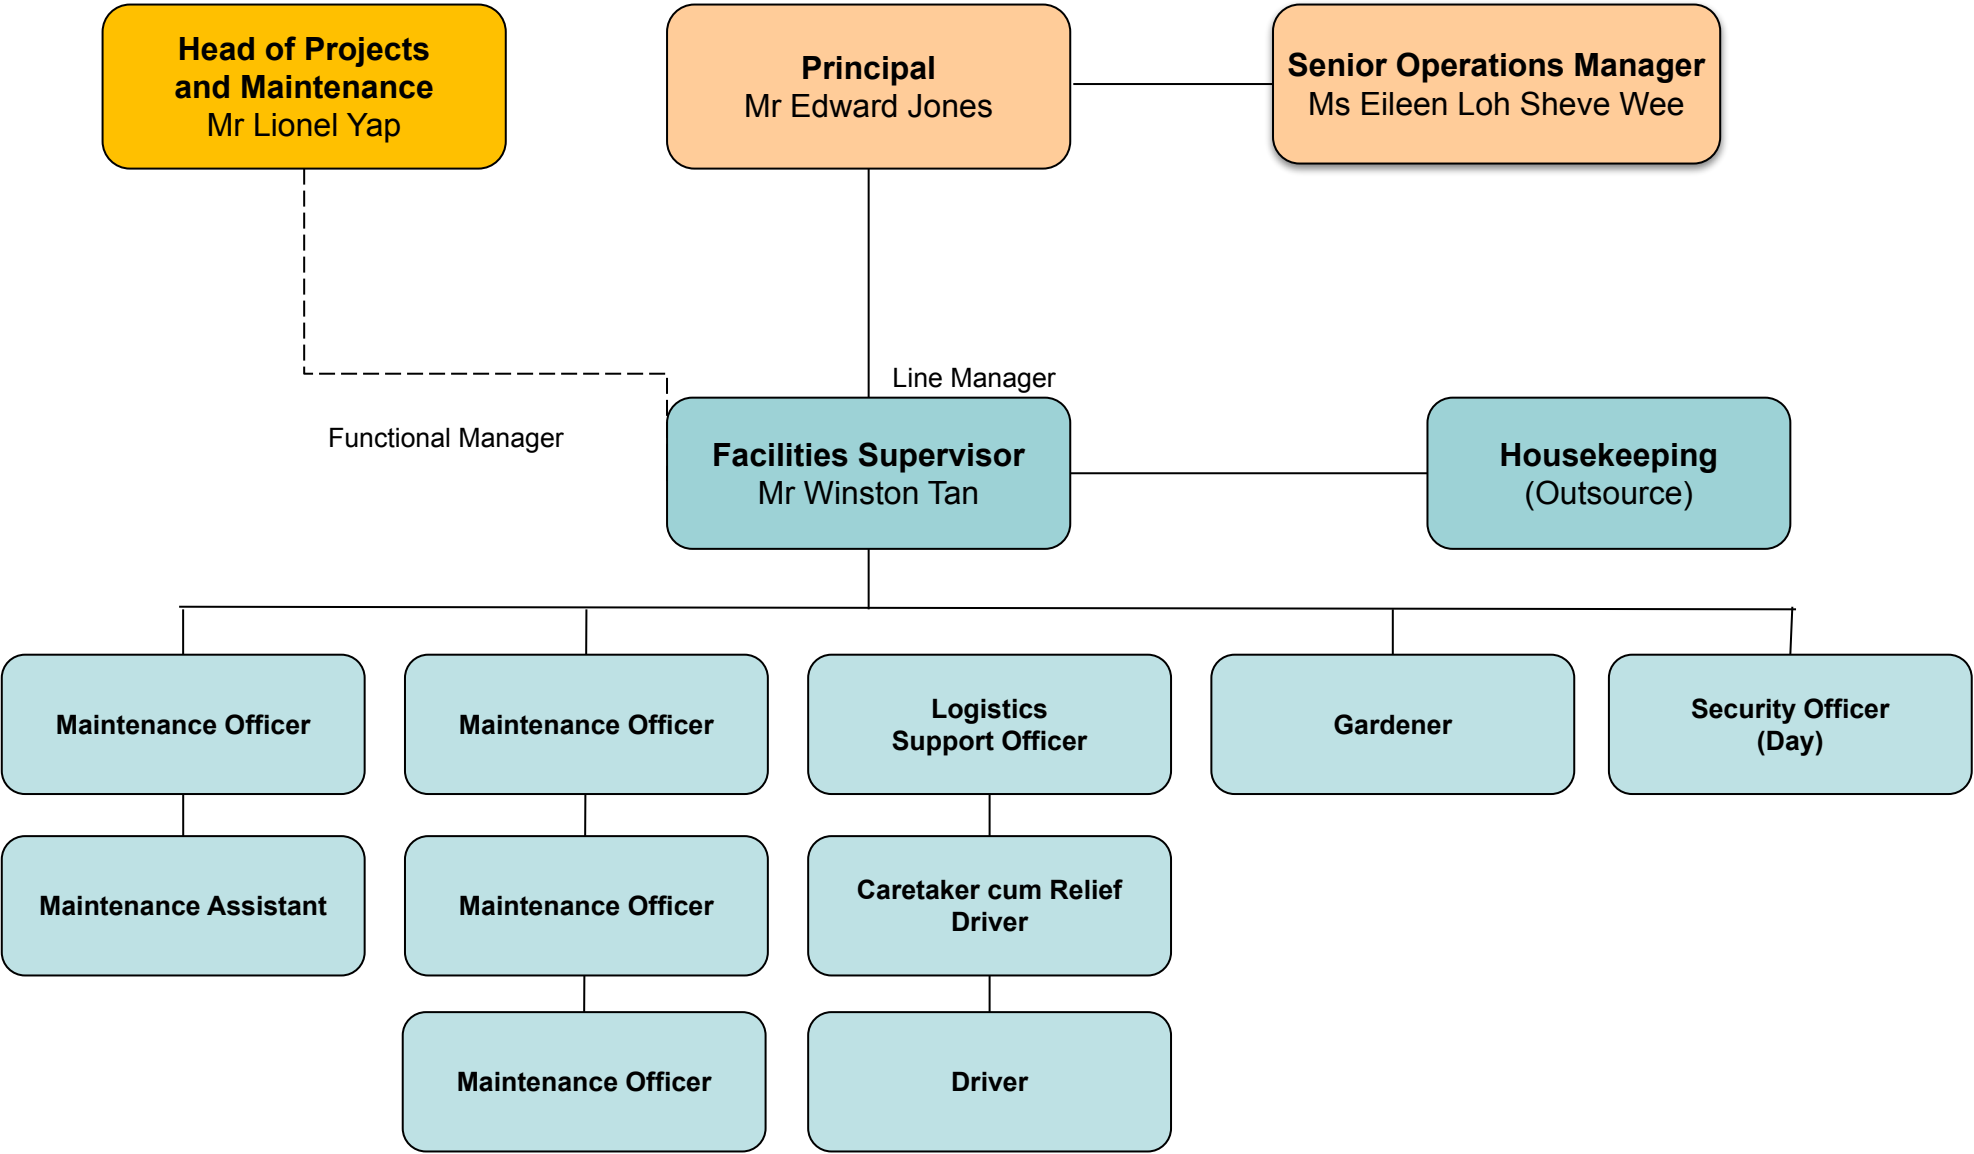 Head of Projects
and Maintenance
Mr Lionel Yap
Principal
Mr Edward Jones
Senior Operations Manager
Ms Eileen Loh Sheve Wee
Line Manager
Functional Manager
Facilities Supervisor
Mr Winston Tan
Housekeeping
(Outsource)
Maintenance Officer
Maintenance Officer
Logistics
Support Officer
Gardener
Security Officer
(Day)
Maintenance Assistant
Maintenance Officer
Caretaker cum Relief
Driver
Maintenance Officer
Driver